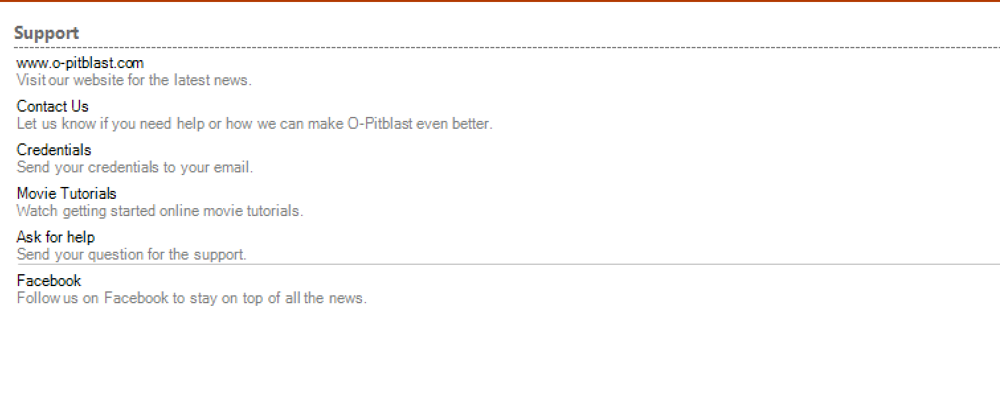 Support
www.o-pitblast.com
Visit our website for the latest news.
Contact Us
Let us know if you need help or how we can make O-Pitblast even better.
Credentials
Send your credentials to your email.
Movie Tutorials
Watch getting started online movie tutorials.
Ask for help
Send your question for the support.
Facebook
Follow us on Facebook to stay on top of all the news.